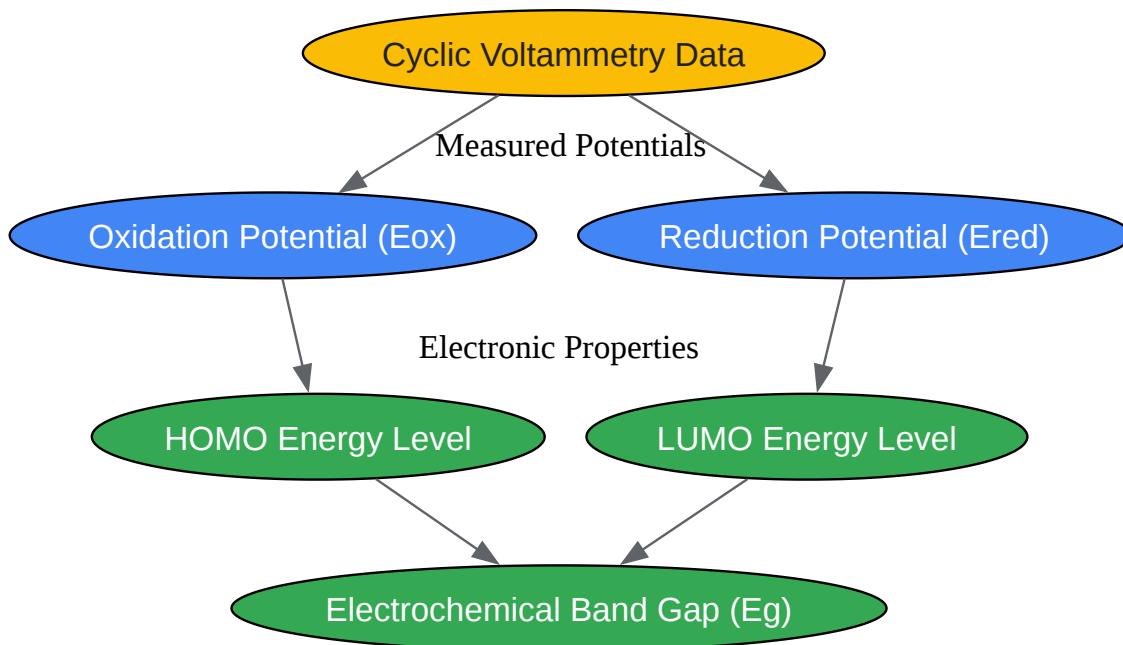 Cyclic Voltammetry Data
Measured Potentials
Oxidation Potential (Eox)
Reduction Potential (Ered)
Electronic Properties
HOMO Energy Level
LUMO Energy Level
Electrochemical Band Gap (Eg)